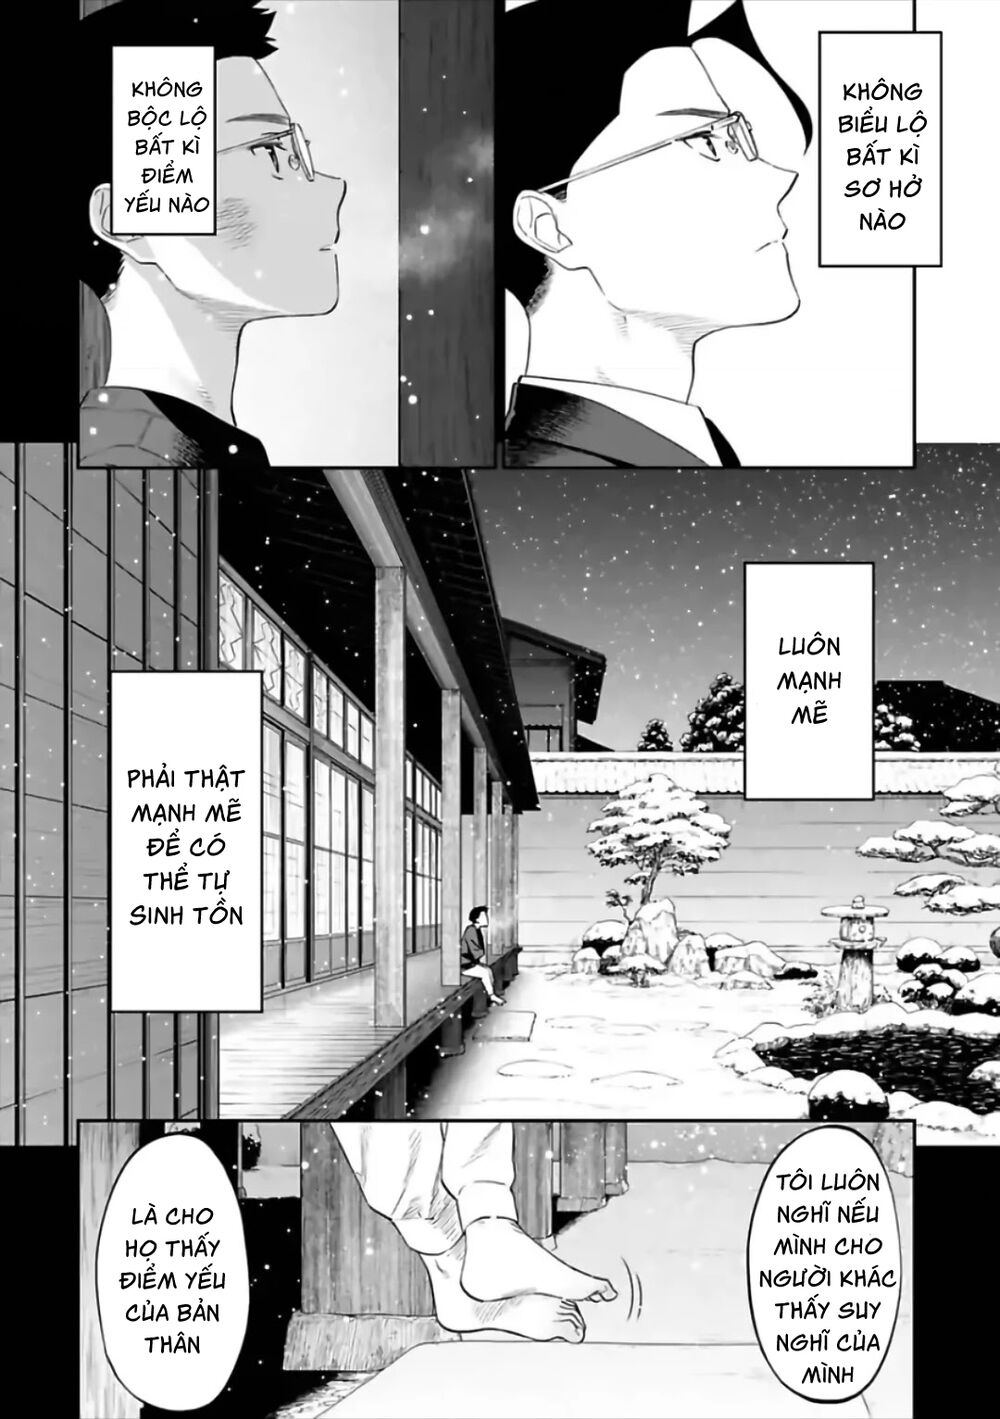 KHÔNG
BIỂU LỘ
BẤT KÌ
SƠ HỞ
NÀO
KHÔNG
BỘC LỘ
BẤT KÌ
ĐIỂM
YẾU NÀO
LUÔN
MẠNH
MẼ
PHẢI THẬT
MẠNH MẼ
ĐỂ CÓ
THỂ TỰ
SINH TỒN
TÔI LUÔN
NGHĨ NẾU
MÌNH CHO
NGƯỜI KHÁC
THẤY SUY
NGHĨ CỦA
MÌNH
LÀ CHO
HỌ THẤY
ĐIỂM YẾU
CỦA BẢN
THÂN